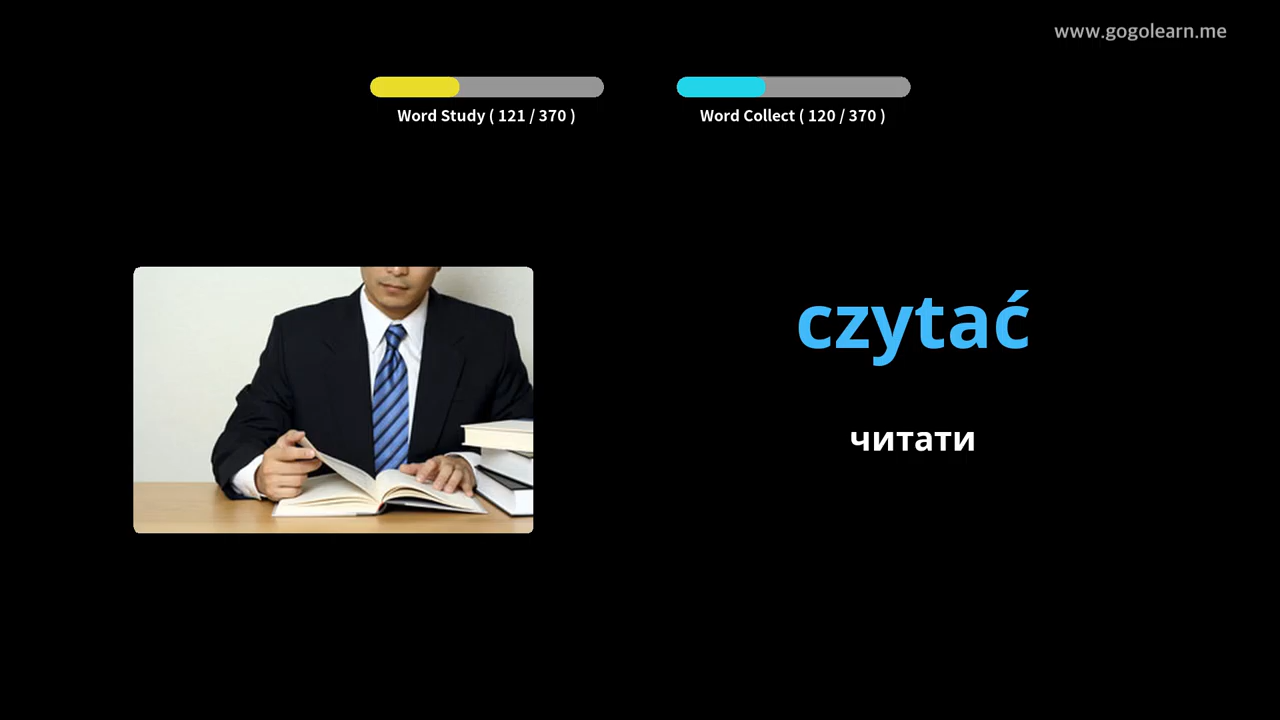 www.gogolearn.me
Word Study ( 121 / 370 )
Word Collect ( 120 / 370 )
czytać
читати